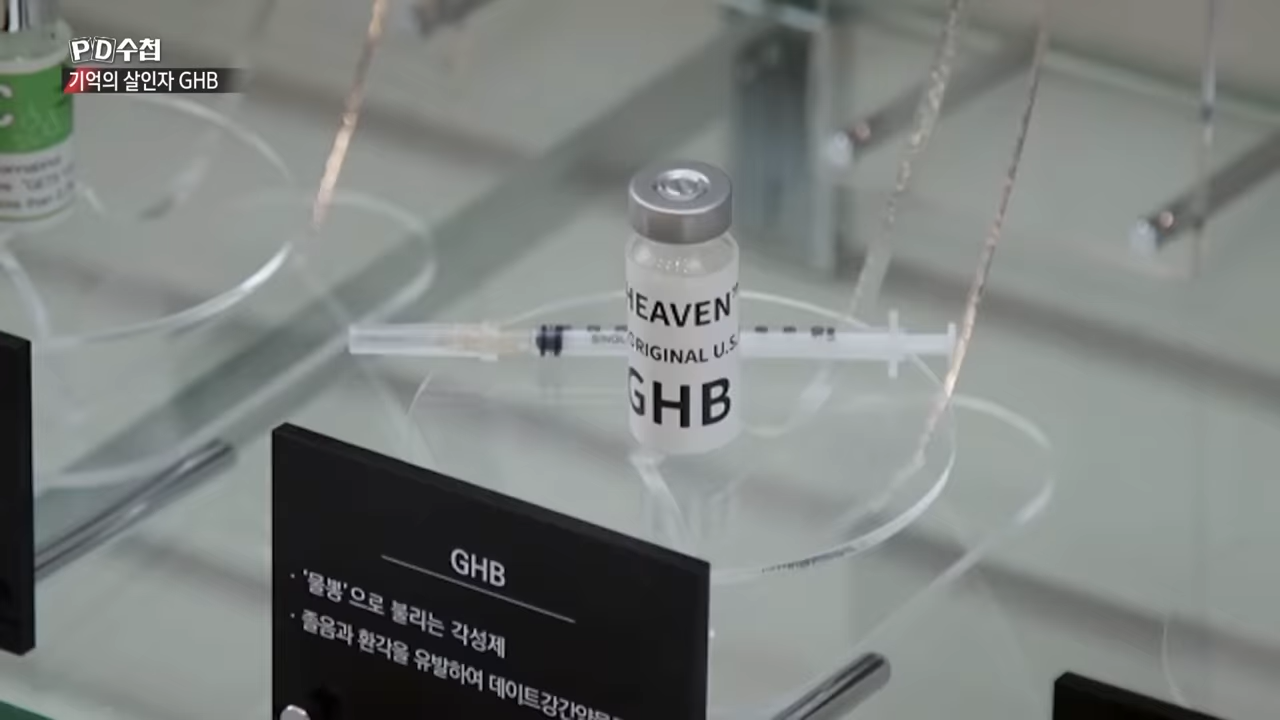 PD수첩
기억의 살인자 GHB
HEAVEN
ORIGINAL U.S.
GHB
GHB
· '물뽕'으로 불리는 각성제
· 졸음과 환각을 유발하여 데이트강간약물